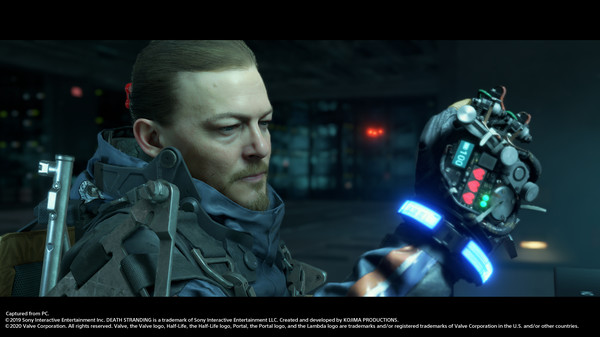 100
Captured from PC.
©2019 Sony Interactive Entertainment Inc. DEATH STRANDING is a trademark of Sony Interactive Entertainment LLC. Created and developed by KOJIMA PRODUCTIONS.
©2020 Valve Corporation. All rights reserved. Valve, the Valve logo, Half-Life, the Half-Life logo, Portal, the Portal logo, and the Lambda logo are trademarks and/or registered trademarks of Valve Corporation in the U.S. and/or other countries.